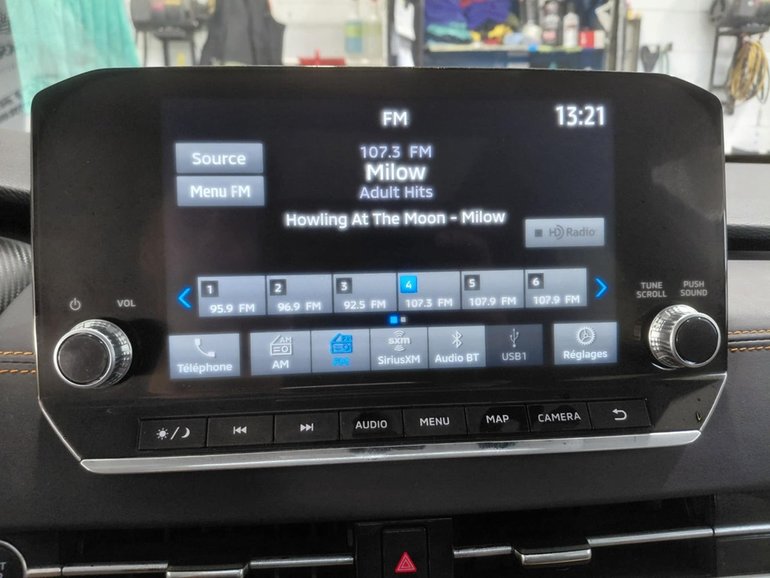 FM 13:21
Source
Menu FM
107.3 FM
Milow
Adult Hits
Howling At The Moon - Milow
HD Radio
1 2 3 4 5 6
95.9 FM 96.9 FM 92.5 FM 107.3 FM 107.9 FM 107.9 FM
VOL
TUNE SCROLL
PUSH SOUND
Téléphone
AM
AM
FM
sxm
SiriusXM
Audio BT
USB1
Réglages
AUDIO MENU MAP CAMERA